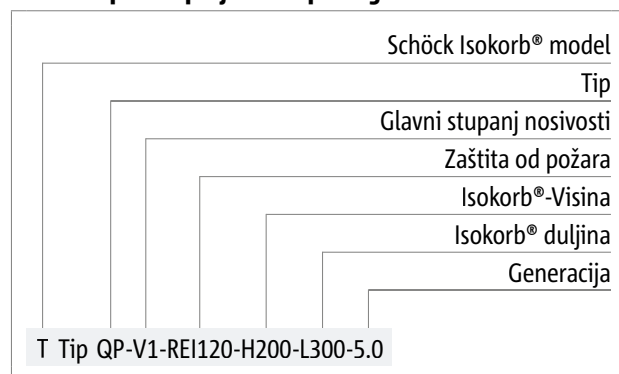 Schöck Isokorb® model
Tip
Glavni stupanj nosivosti
Zaštita od požara
Isokorb®-Visina
Isokorb® duljina
Generacija
T Tip QP-V1-REI120-H200-L300-5.0